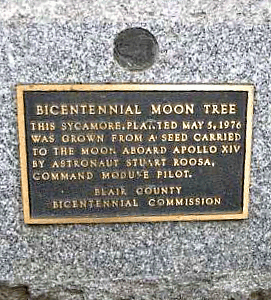 BICENTENNIAL MOON TREE
THIS SYCAMORE, PLANTED MAY 5, 1976
WAS GROWN FROM A SEED CARRIED
TO THE MOON ABOARD APOLLO XIV
BY ASTRONAUT STUART ROOSA,
COMMAND MODULE PILOT.
BLAIR COUNTY
BICENTENNIAL COMMISSION